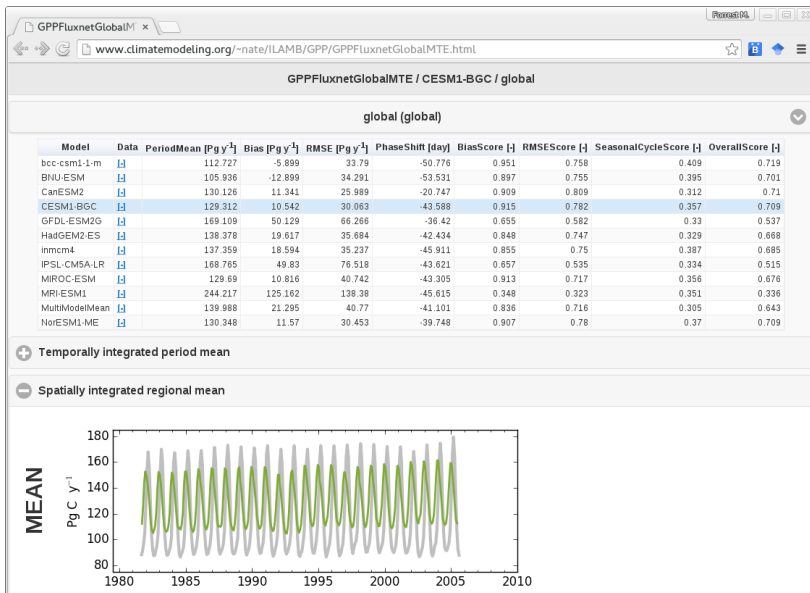 Forrest M.
GPPFluxnetGlobalM
www.climatemodeling.org/~nate/ILAMB/GPP/GPPFluxnetGlobalMTE.html
GPPFluxnetGlobalMTE / CESM1-BGC / global
global (global)
Model Data PeriodMean [Pg y⁻¹] Bias [Pg y⁻¹] RMSE [Pg y⁻¹] PhaseShift [day] BiasScore [-] RMSEScore [-] SeasonalCycleScore [-] OverallScore [-]
bcc-csm1-1-m [-] 112.727 -5.899 33.79 -50.776 0.951 0.758 0.409 0.719
BNU-ESM [-] 105.936 -12.899 34.291 -53.531 0.897 0.755 0.395 0.701
CanESM2 [-] 130.126 11.341 25.989 -20.747 0.909 0.809 0.312 0.71
CESM1-BGC [-] 129.312 10.542 30.063 -43.588 0.915 0.782 0.357 0.709
GFDL-ESM2G [-] 169.109 50.129 66.266 -36.42 0.655 0.582 0.33 0.537
HadGEM2-ES [-] 138.378 19.617 35.684 -42.434 0.848 0.747 0.329 0.668
inmcm4 [-] 137.359 18.594 35.237 -45.911 0.855 0.75 0.387 0.685
IPSL-CM5A-LR [-] 168.765 49.83 76.518 -43.621 0.657 0.535 0.334 0.515
MIROC-ESM [-] 129.69 10.816 40.742 -43.305 0.913 0.717 0.356 0.676
MRI-ESM1 [-] 244.217 125.162 138.38 -45.615 0.348 0.323 0.351 0.336
MultiModelMean [-] 139.988 21.295 40.77 -41.101 0.836 0.716 0.305 0.643
NorESM1-ME [-] 130.348 11.57 30.453 -39.748 0.907 0.78 0.37 0.709
Temporally integrated period mean
Spatially integrated regional mean
MEAN
Pg C y⁻¹
180
160
140
120
100
80
1980 1985 1990 1995 2000 2005 2010